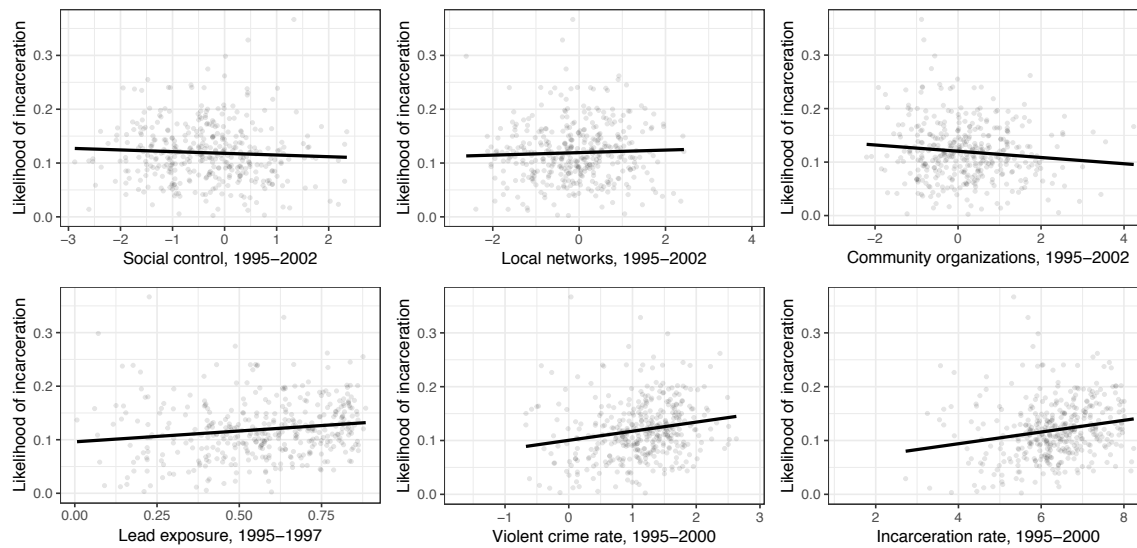 Likelihood of incarceration
0.3
0.2
0.1
0.0
−3 −2 −1 0 1 2
Social control, 1995−2002
Likelihood of incarceration
0.3
0.2
0.1
0.0
−2 0 2 4
Local networks, 1995−2002
Likelihood of incarceration
0.3
0.2
0.1
0.0
−2 0 2 4
Community organizations, 1995−2002
Likelihood of incarceration
0.3
0.2
0.1
0.0
0.00 0.25 0.50 0.75
Lead exposure, 1995−1997
Likelihood of incarceration
0.3
0.2
0.1
0.0
−1 0 1 2 3
Violent crime rate, 1995−2000
Likelihood of incarceration
0.3
0.2
0.1
0.0
2 4 6 8
Incarceration rate, 1995−2000